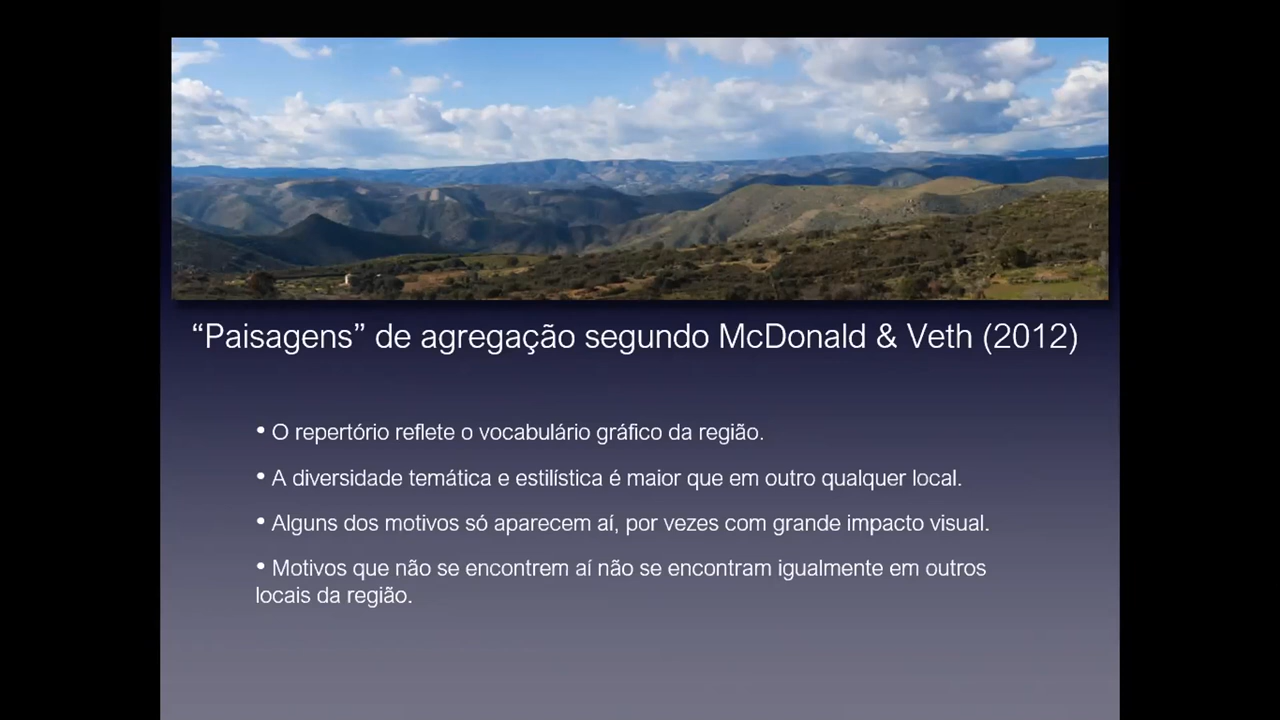 “Paisagens” de agregação segundo McDonald & Veth (2012)
• O repertório reflete o vocabulário gráfico da região.
• A diversidade temática e estilística é maior que em outro qualquer local.
• Alguns dos motivos só aparecem aí, por vezes com grande impacto visual.
• Motivos que não se encontrem aí não se encontram igualmente em outros
locais da região.